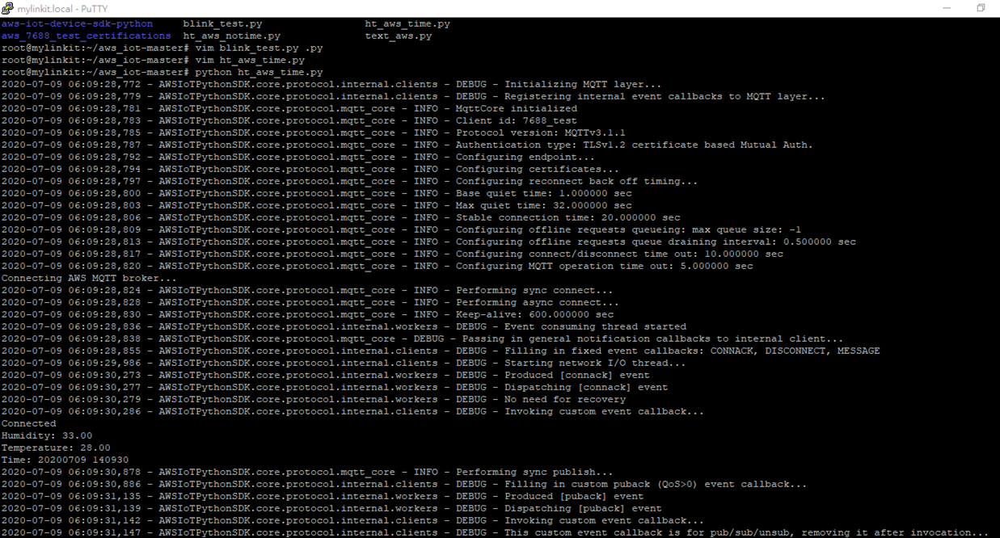 mylinkit.local - PuTTY
aws-iot-device-sdk-python blink_test.py ht_aws_time.py
aws_7688_test_certifications ht_aws_notime.py text_aws.py
root@mylinkit:~/aws_iot-master# vim blink_test.py .py
root@mylinkit:~/aws_iot-master# vim ht_aws_time.py
root@mylinkit:~/aws_iot-master# python ht_aws_time.py
2020-07-09 06:09:28,772 - AWSIoTPythonSDK.core.protocol.internal.clients - DEBUG - Initializing MQTT layer...
2020-07-09 06:09:28,779 - AWSIoTPythonSDK.core.protocol.internal.clients - DEBUG - Registering internal event callbacks to MQTT layer...
2020-07-09 06:09:28,781 - AWSIoTPythonSDK.core.protocol.mqtt_core - INFO - MqttCore initialized
2020-07-09 06:09:28,783 - AWSIoTPythonSDK.core.protocol.mqtt_core - INFO - Client id: 7688_test
2020-07-09 06:09:28,785 - AWSIoTPythonSDK.core.protocol.mqtt_core - INFO - Protocol version: MQTTv3.1.1
2020-07-09 06:09:28,787 - AWSIoTPythonSDK.core.protocol.mqtt_core - INFO - Authentication type: TLSv1.2 certificate based Mutual Auth.
2020-07-09 06:09:28,792 - AWSIoTPythonSDK.core.protocol.mqtt_core - INFO - Configuring endpoint...
2020-07-09 06:09:28,794 - AWSIoTPythonSDK.core.protocol.mqtt_core - INFO - Configuring certificates...
2020-07-09 06:09:28,797 - AWSIoTPythonSDK.core.protocol.mqtt_core - INFO - Configuring reconnect back off timing...
2020-07-09 06:09:28,800 - AWSIoTPythonSDK.core.protocol.mqtt_core - INFO - Base quiet time: 1.000000 sec
2020-07-09 06:09:28,803 - AWSIoTPythonSDK.core.protocol.mqtt_core - INFO - Max quiet time: 32.000000 sec
2020-07-09 06:09:28,806 - AWSIoTPythonSDK.core.protocol.mqtt_core - INFO - Stable connection time: 20.000000 sec
2020-07-09 06:09:28,809 - AWSIoTPythonSDK.core.protocol.mqtt_core - INFO - Configuring offline requests queueing: max queue size: -1
2020-07-09 06:09:28,813 - AWSIoTPythonSDK.core.protocol.mqtt_core - INFO - Configuring offline requests queue draining interval: 0.500000 sec
2020-07-09 06:09:28,817 - AWSIoTPythonSDK.core.protocol.mqtt_core - INFO - Configuring connect/disconnect time out: 10.000000 sec
2020-07-09 06:09:28,820 - AWSIoTPythonSDK.core.protocol.mqtt_core - INFO - Configuring MQTT operation time out: 5.000000 sec
Connecting AWS MQTT broker...
2020-07-09 06:09:28,824 - AWSIoTPythonSDK.core.protocol.mqtt_core - INFO - Performing sync connect...
2020-07-09 06:09:28,828 - AWSIoTPythonSDK.core.protocol.mqtt_core - INFO - Performing async connect...
2020-07-09 06:09:28,830 - AWSIoTPythonSDK.core.protocol.mqtt_core - INFO - Keep-alive: 600.000000 sec
2020-07-09 06:09:28,836 - AWSIoTPythonSDK.core.protocol.internal.workers - DEBUG - Event consuming thread started
2020-07-09 06:09:28,838 - AWSIoTPythonSDK.core.protocol.mqtt_core - DEBUG - Passing in general notification callbacks to internal client...
2020-07-09 06:09:28,855 - AWSIoTPythonSDK.core.protocol.internal.clients - DEBUG - Filling in fixed event callbacks: CONNACK, DISCONNECT, MESSAGE
2020-07-09 06:09:29,986 - AWSIoTPythonSDK.core.protocol.internal.clients - DEBUG - Starting network I/O thread...
2020-07-09 06:09:30,273 - AWSIoTPythonSDK.core.protocol.internal.workers - DEBUG - Produced [connack] event
2020-07-09 06:09:30,277 - AWSIoTPythonSDK.core.protocol.internal.workers - DEBUG - Dispatching [connack] event
2020-07-09 06:09:30,279 - AWSIoTPythonSDK.core.protocol.internal.workers - DEBUG - No need for recovery
2020-07-09 06:09:30,286 - AWSIoTPythonSDK.core.protocol.internal.workers - DEBUG - Invoking custom event callback...
Connected
Humidity: 33.00
Temperature: 28.00
Time: 20200709 140930
2020-07-09 06:09:30,878 - AWSIoTPythonSDK.core.protocol.mqtt_core - INFO - Performing sync publish...
2020-07-09 06:09:30,886 - AWSIoTPythonSDK.core.protocol.internal.clients - DEBUG - Filling in custom puback (QoS>0) event callback...
2020-07-09 06:09:31,135 - AWSIoTPythonSDK.core.protocol.internal.workers - DEBUG - Produced [puback] event
2020-07-09 06:09:31,139 - AWSIoTPythonSDK.core.protocol.internal.workers - DEBUG - Dispatching [puback] event
2020-07-09 06:09:31,142 - AWSIoTPythonSDK.core.protocol.internal.workers - DEBUG - Invoking custom event callback...
2020-07-09 06:09:31,147 - AWSIoTPythonSDK.core.protocol.internal.workers - DEBUG - This custom event callback is for pub/sub/unsub, removing it after invocation...